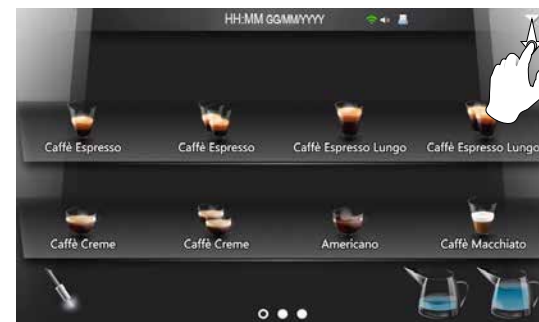 HH:MM GG/MM/YYYY
Caffè Espresso Caffè Espresso Caffè Espresso Lungo Caffè Espresso Lungo
Caffè Creme Caffè Creme Americano Caffè Macchiato